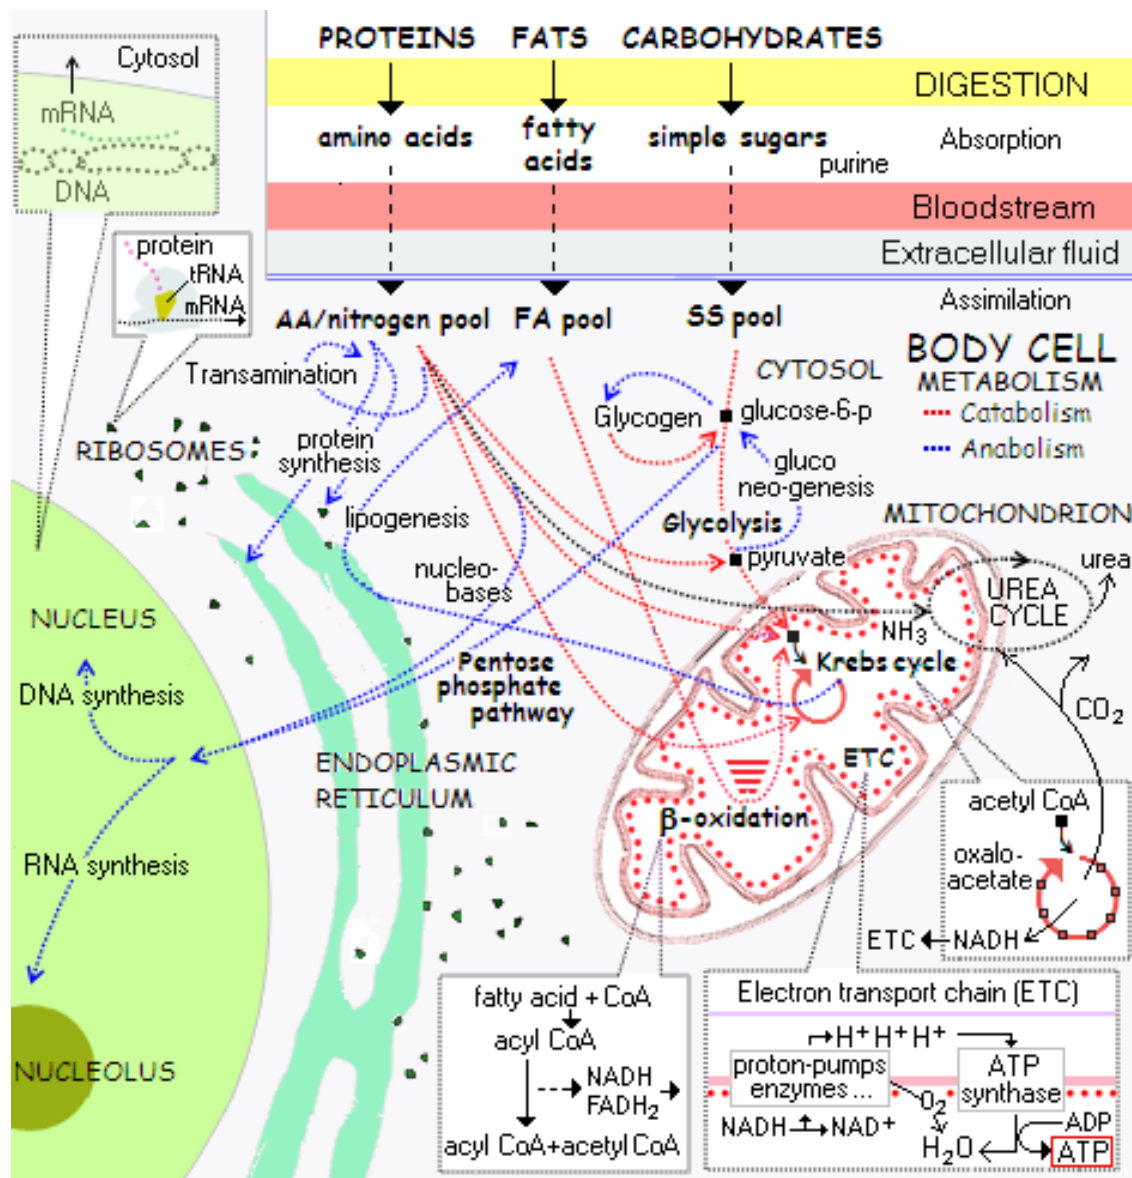 PROTEINS FATS CARBOHYDRATES
DIGESTION
amino acids
fatty
acids
simple sugars
purine
Absorption
Bloodstream
Extracellular fluid
Assimilation
Cytosol
mRNA
DNA
protein
tRNA
mRNA
AA/nitrogen pool
FA pool
SS pool
BODY CELL
METABOLISM
Catabolism
Anabolism
CYTOSOL
Transamination
Glycogen
glucose-6-p
RIBOSOMES
protein
synthesis
gluco
neo-genesis
lipogenesis
Glycolysis
MITOCHONDRION
pyruvate
urea
nucleo-
bases
UREA
CYCLE
NH3
NUCLEUS
Krebs cycle
Pentose
phosphate
pathway
DNA synthesis
CO2
ETC
ENDOPLASMIC
RETICULUM
β-oxidation
RNA synthesis
acetyl CoA
oxalo-
acetate
ETC NADH
NUCLEOLUS
fatty acid + CoA
acyl CoA
NADH
FADH2
acyl CoA+acetyl CoA
Electron transport chain (ETC)
H+ H+ H+
proton-pumps
enzymes ...
ATP
synthase
O2
NADH NAD+
ADP
H2O
ATP